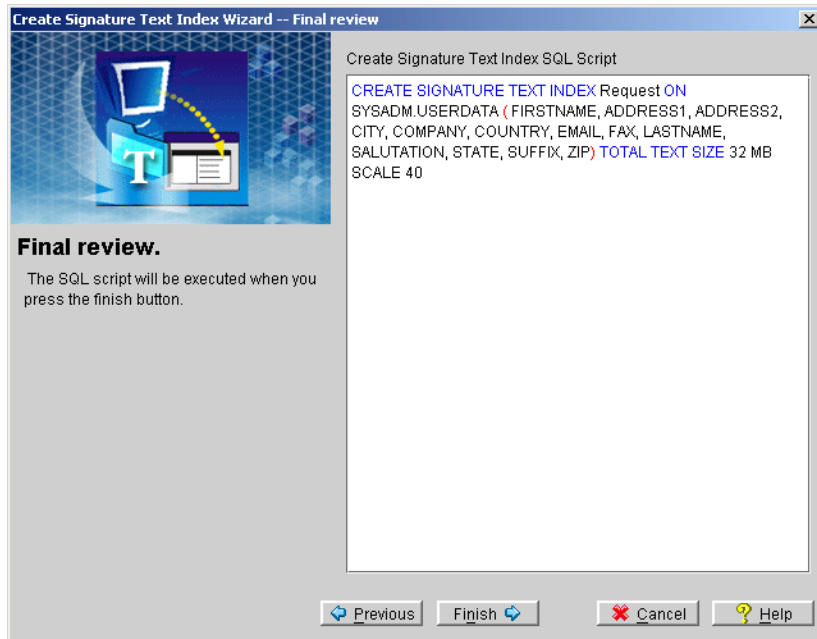 Create Signature Text Index Wizard -- Final review
Create Signature Text Index SQL Script
CREATE SIGNATURE TEXT INDEX Request ON
SYSADM.USERDATA ( FIRSTNAME, ADDRESS1, ADDRESS2,
CITY, COMPANY, COUNTRY, EMAIL, FAX, LASTNAME,
SALUTATION, STATE, SUFFIX, ZIP) TOTAL TEXT SIZE 32 MB
SCALE 40
T
Final review.
The SQL script will be executed when you
press the finish button.
Previous Finish Cancel Help